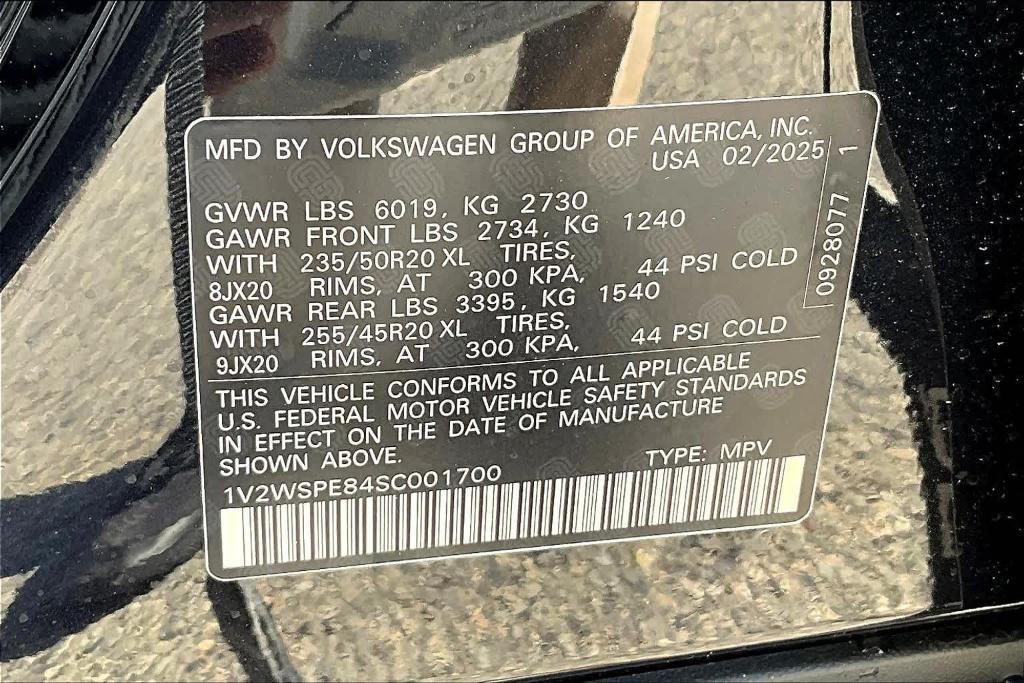 MFD BY VOLKSWAGEN GROUP OF AMERICA, INC.
USA 02/2025
GVWR LBS 6019, KG 2730
GAWR FRONT LBS 2734, KG 1240
WITH 235/50R20 XL TIRES,
8JX20 RIMS, AT 300 KPA, 44 PSI COLD
GAWR REAR LBS 3395, KG 1540
WITH 255/45R20 XL TIRES,
9JX20 RIMS, AT 300 KPA, 44 PSI COLD
THIS VEHICLE CONFORMS TO ALL APPLICABLE
U.S. FEDERAL MOTOR VEHICLE SAFETY STANDARDS
IN EFFECT ON THE DATE OF MANUFACTURE
SHOWN ABOVE.
TYPE: MPV
1V2WSPE84SC001700
0928077 1